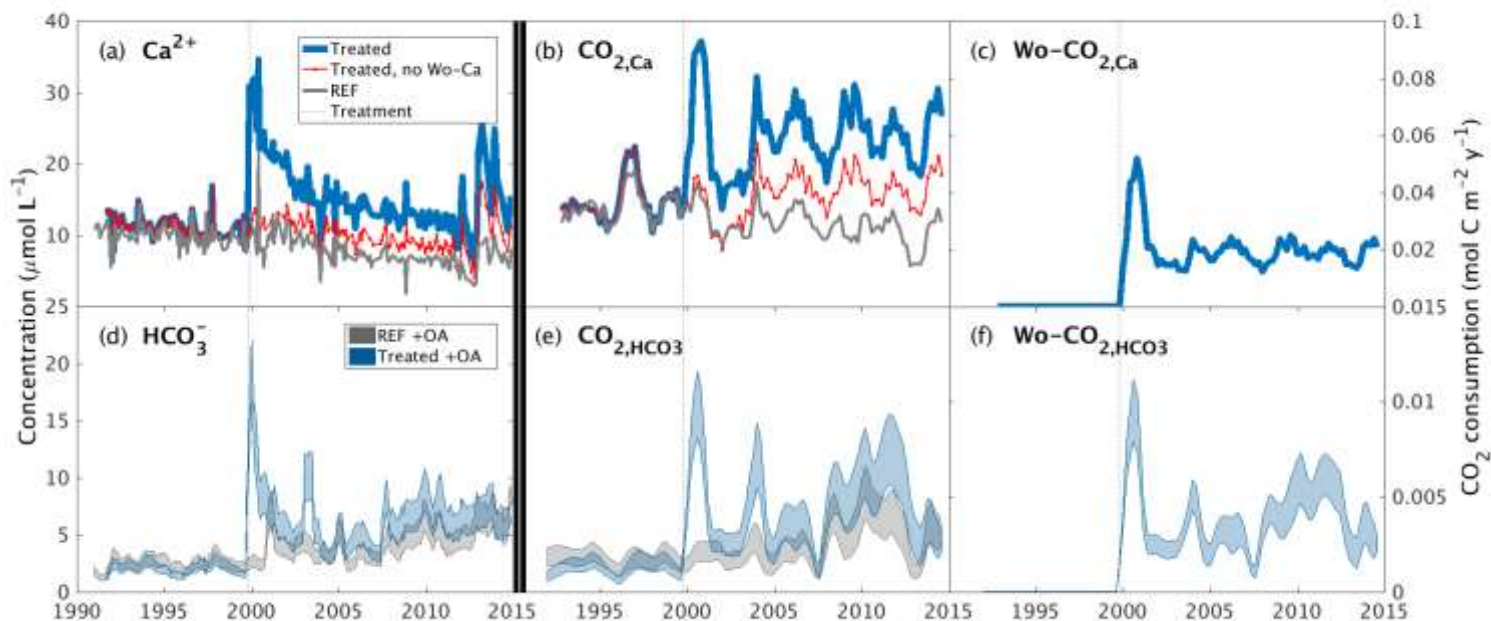 40
30
20
10
25
20
15
10
5
0
Concentration (μmol L⁻¹)
(a) Ca²⁺
Treated
Treated, no Wo-Ca
REF
Treatment
(b) CO₂,Ca
(c) Wo-CO₂,Ca
0.1
0.08
0.06
0.04
0.02
0.015
0.01
0.005
0
CO₂ consumption (mol C m⁻² y⁻¹)
(d) HCO₃⁻
REF +OA
Treated +OA
(e) CO₂,HCO3
(f) Wo-CO₂,HCO3
1990 1995 2000 2005 2010 2015
1995 2000 2005 2010 2015
1995 2000 2005 2010 2015